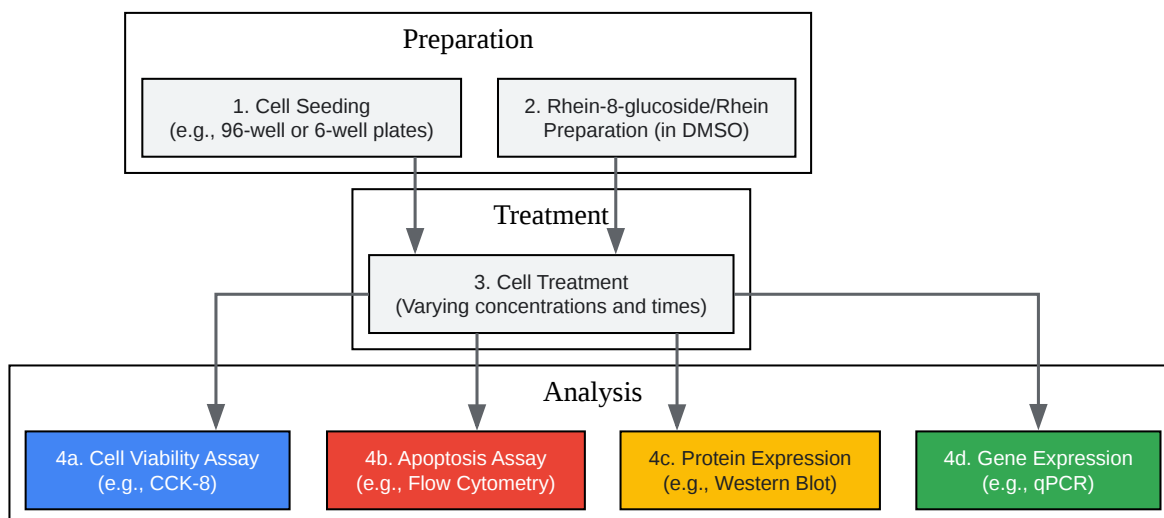 Preparation
1. Cell Seeding
(e.g., 96-well or 6-well plates)
2. Rhein-8-glucoside/Rhein
Preparation (in DMSO)
Treatment
3. Cell Treatment
(Varying concentrations and times)
Analysis
4a. Cell Viability Assay
(e.g., CCK-8)
4b. Apoptosis Assay
(e.g., Flow Cytometry)
4c. Protein Expression
(e.g., Western Blot)
4d. Gene Expression
(e.g., qPCR)